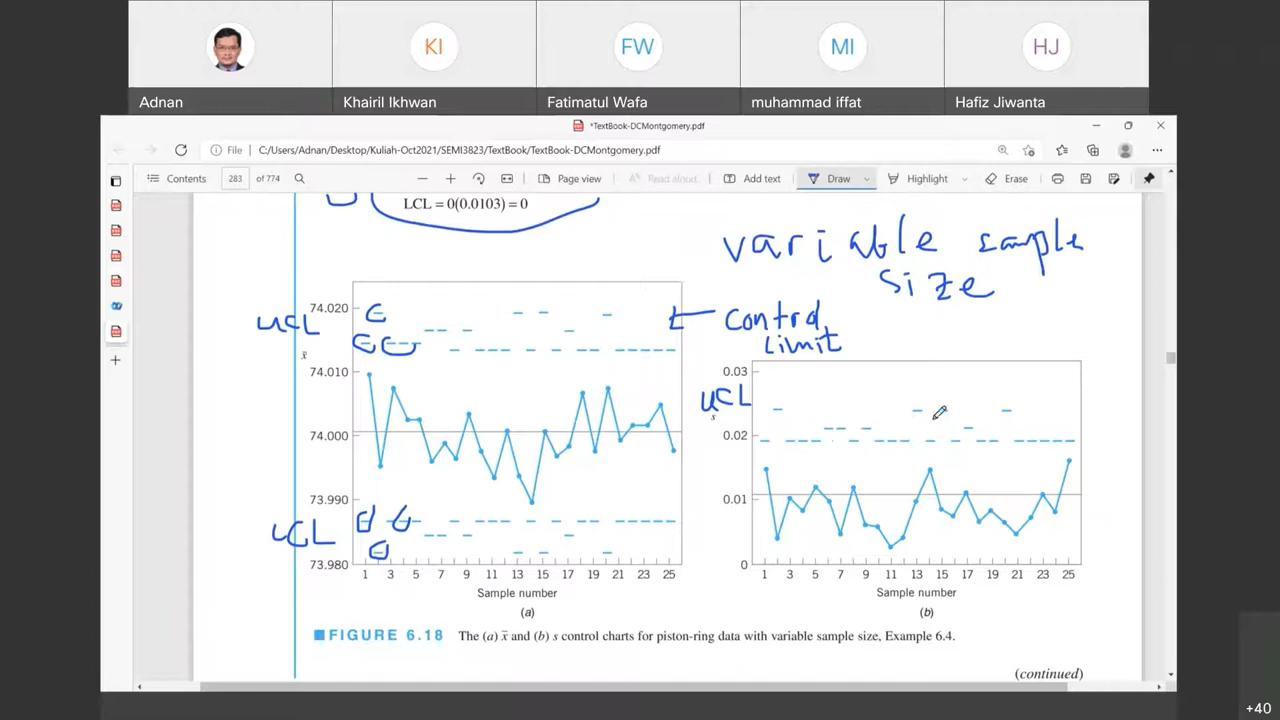 KI
FW
MI
HJ
Adnan
Khairil Ikhwan
Fatimatul Wafa
muhammad iffat
Hafiz Jiwanta
*TextBook-DCMontgomery.pdf
File
C:/Users/Adnan/Desktop/Kuliah-Oct2021/SEMI3823/TextBook/TextBook-DCMontgomery.pdf
Contents
283
of 774
Page view
Read aloud
Add text
Draw
Highlight
Erase
LCL = 0(0.0103) = 0
variable sample
size
UCL
control
limit
74.020
74.010
74.000
73.990
73.980
x̄
UCL
1 3 5 7 9 11 13 15 17 19 21 23 25
Sample number
(a)
UCL
s
0.03
0.02
0.01
0
1 3 5 7 9 11 13 15 17 19 21 23 25
Sample number
(b)
FIGURE 6.18 The (a) x̄ and (b) s control charts for piston-ring data with variable sample size, Example 6.4.
(continued)
+40